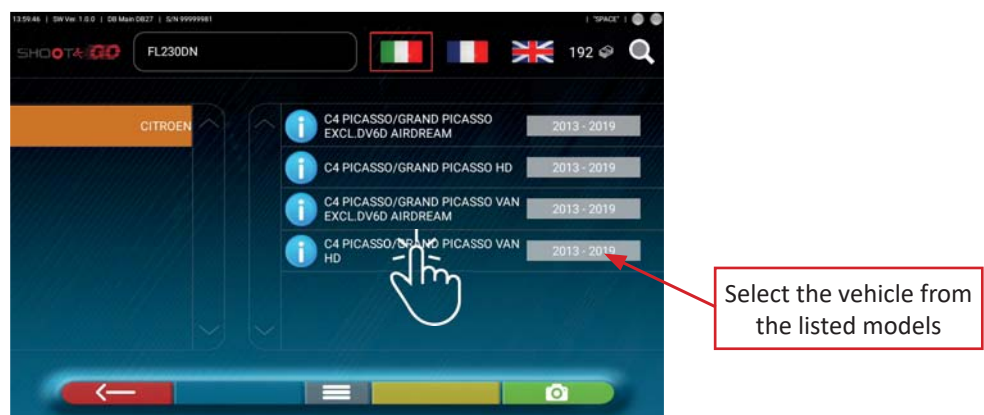 13:59:46 | SW Ver. 1.0.0 | DB Main DB27 | S/N 99999981
| "SPACE" |
SHOOT& GO
FL230DN
192
CITROEN
C4 PICASSO/GRAND PICASSO
EXCL.DV6D AIRDREAM
2013 - 2019
C4 PICASSO/GRAND PICASSO HD
2013 - 2019
C4 PICASSO/GRAND PICASSO VAN
EXCL.DV6D AIRDREAM
2013 - 2019
C4 PICASSO/GRAND PICASSO VAN
HD
2013 - 2019
Select the vehicle from
the listed models